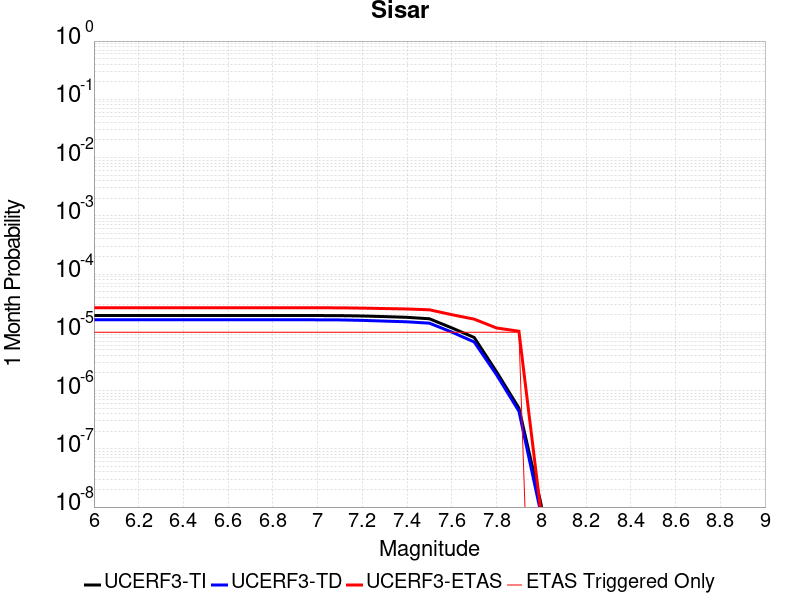 Sisar
10^0
10^-1
10^-2
10^-3
10^-4
10^-5
10^-6
10^-7
10^-8
1 Month Probability
6 6.2 6.4 6.6 6.8 7 7.2 7.4 7.6 7.8 8 8.2 8.4 8.6 8.8 9
Magnitude
UCERF3-TI UCERF3-TD UCERF3-ETAS ETAS Triggered Only